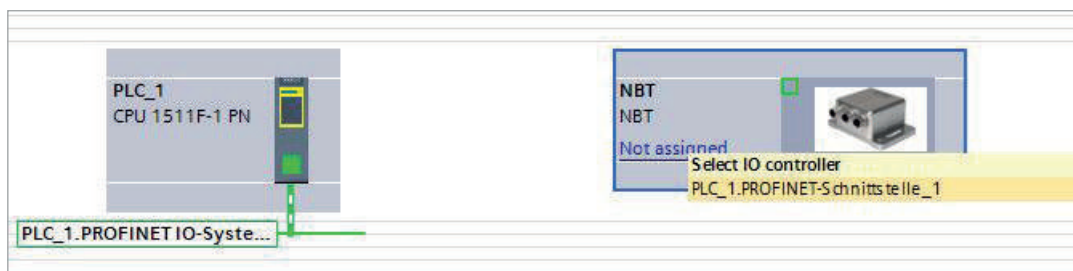 PLC_1
CPU 1511F-1 PN
NBT
NBT
Not assigned
Select IO controller
PLC_1.PROFINET-Schnittstelle_1
PLC_1.PROFINET IO-Syste...